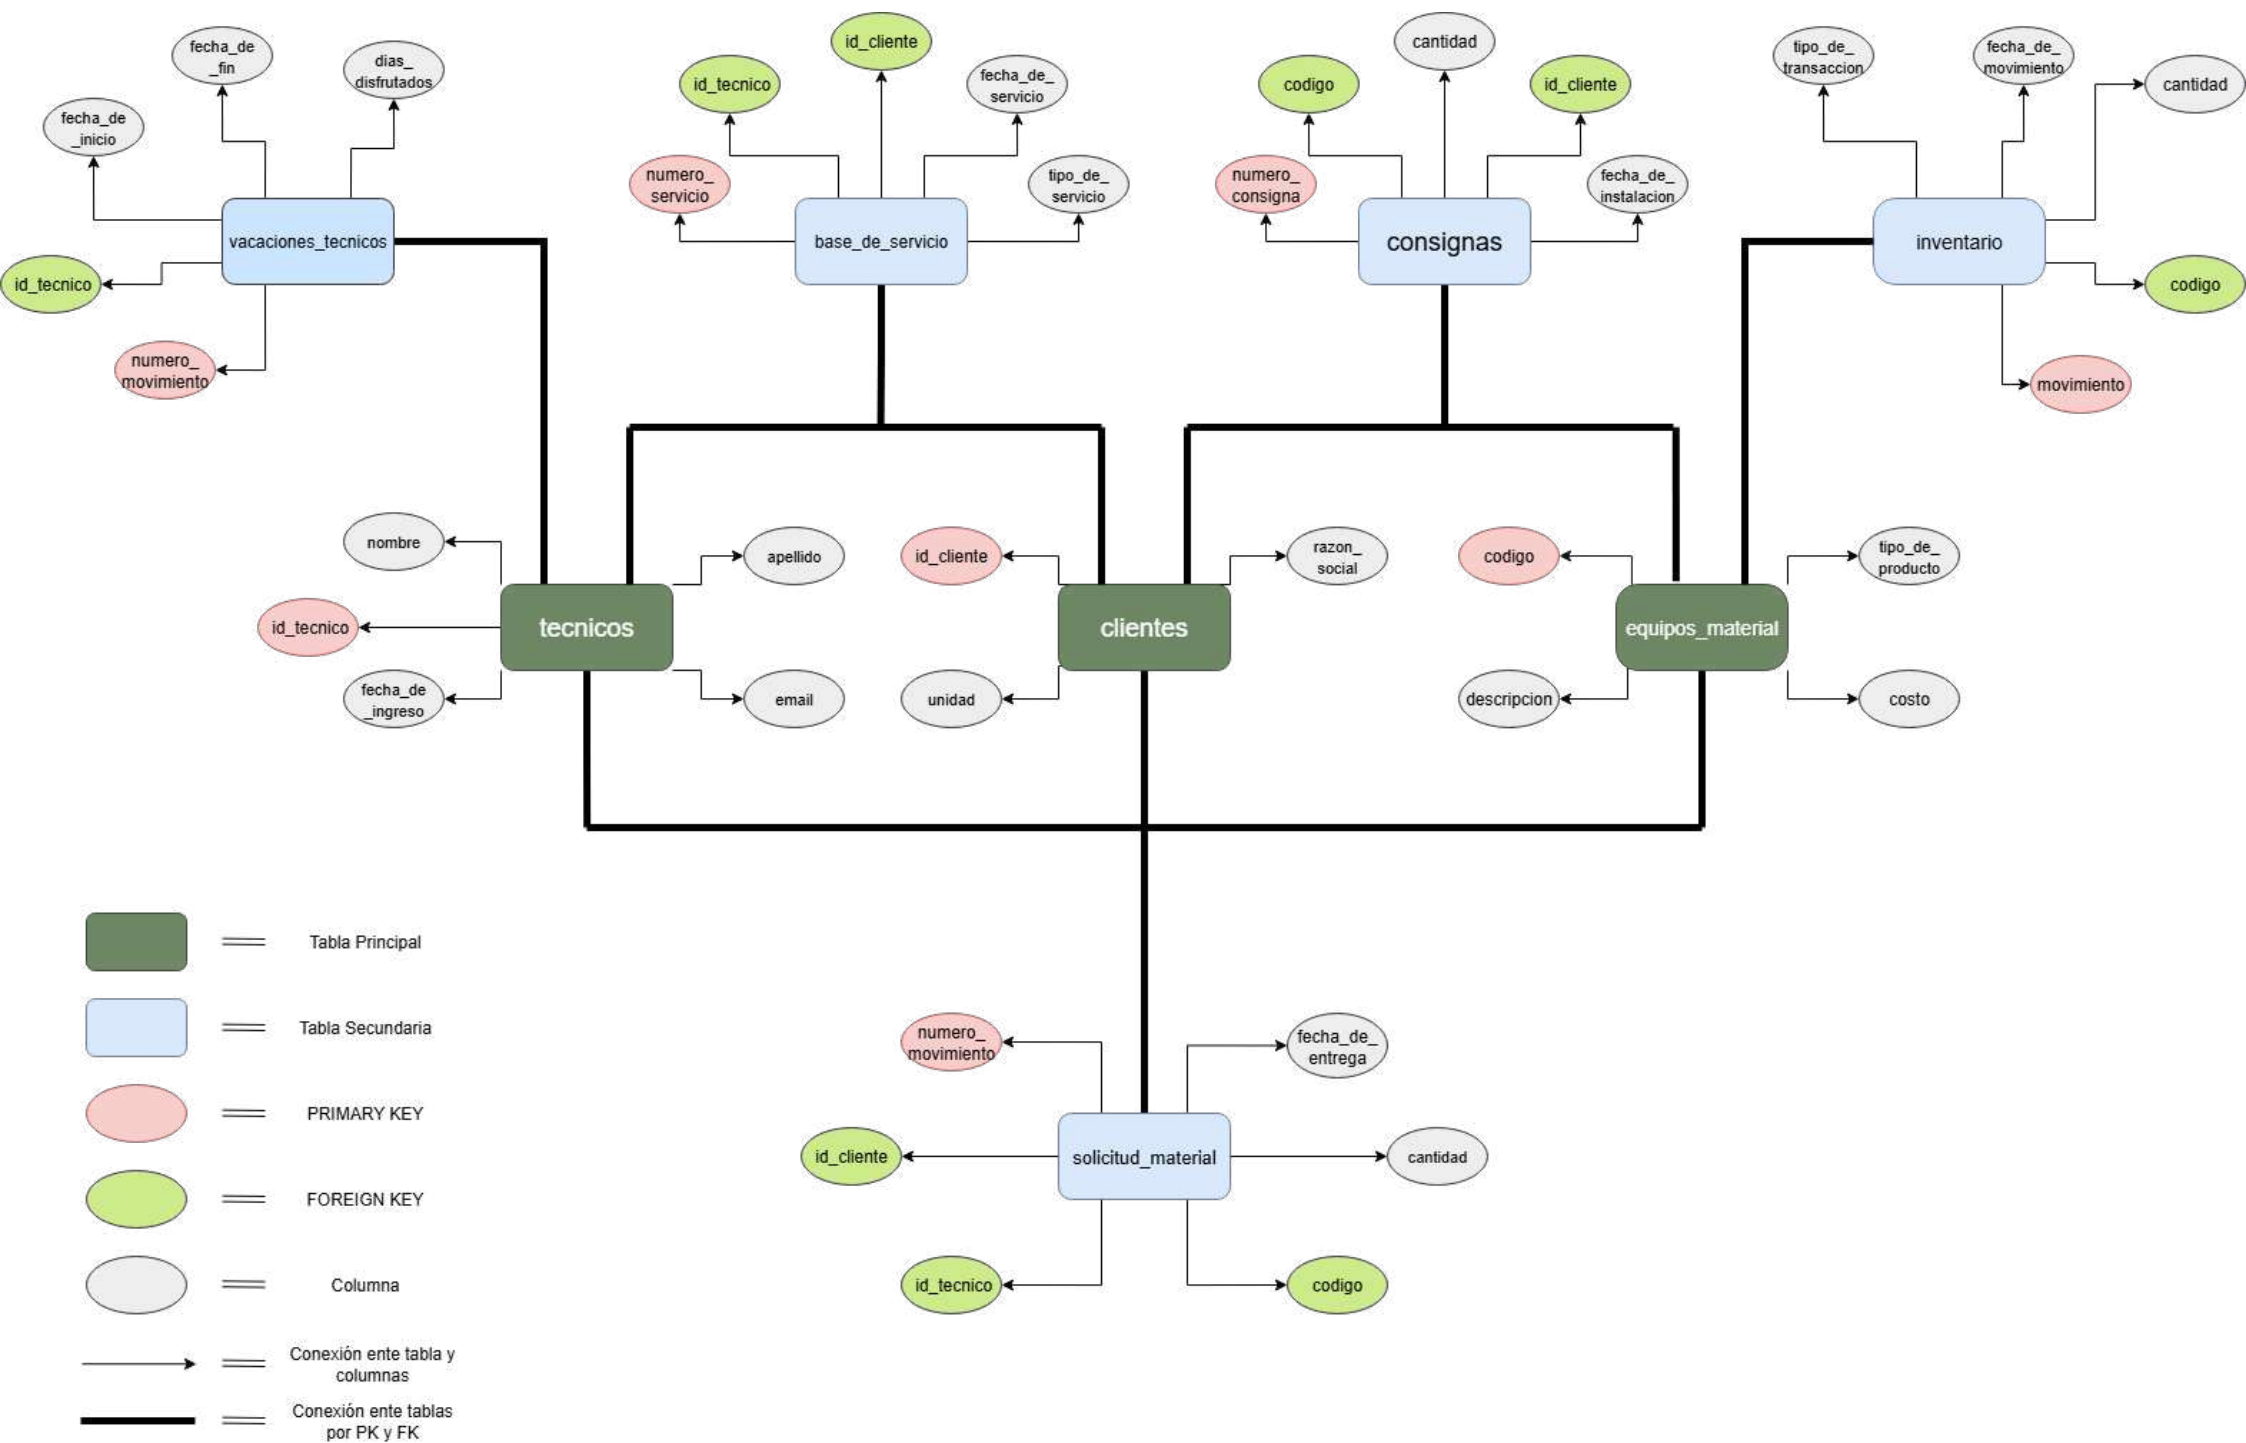 fecha_de
_fin
dias_
disfrutados
fecha_de
_inicio
vacaciones_tecnicos
id_tecnico
numero_
movimiento
id_cliente
id_tecnico
fecha_de_
servicio
numero_
servicio
tipo_de_
servicio
base_de_servicio
cantidad
codigo
id_cliente
numero_
consigna
fecha_de_
instalacion
consignas
tipo_de_
transaccion
fecha_de_
movimiento
cantidad
inventario
codigo
movimiento
nombre
apellido
id_tecnico
tecnicos
fecha_de
_ingreso
email
id_cliente
razon_
social
clientes
unidad
codigo
tipo_de_
producto
equipos_material
descripcion
costo
Tabla Principal
Tabla Secundaria
PRIMARY KEY
FOREIGN KEY
Columna
Conexión ente tabla y
columnas
Conexión ente tablas
por PK y FK
numero_
movimiento
fecha_de_
entrega
id_cliente
solicitud_material
cantidad
id_tecnico
codigo